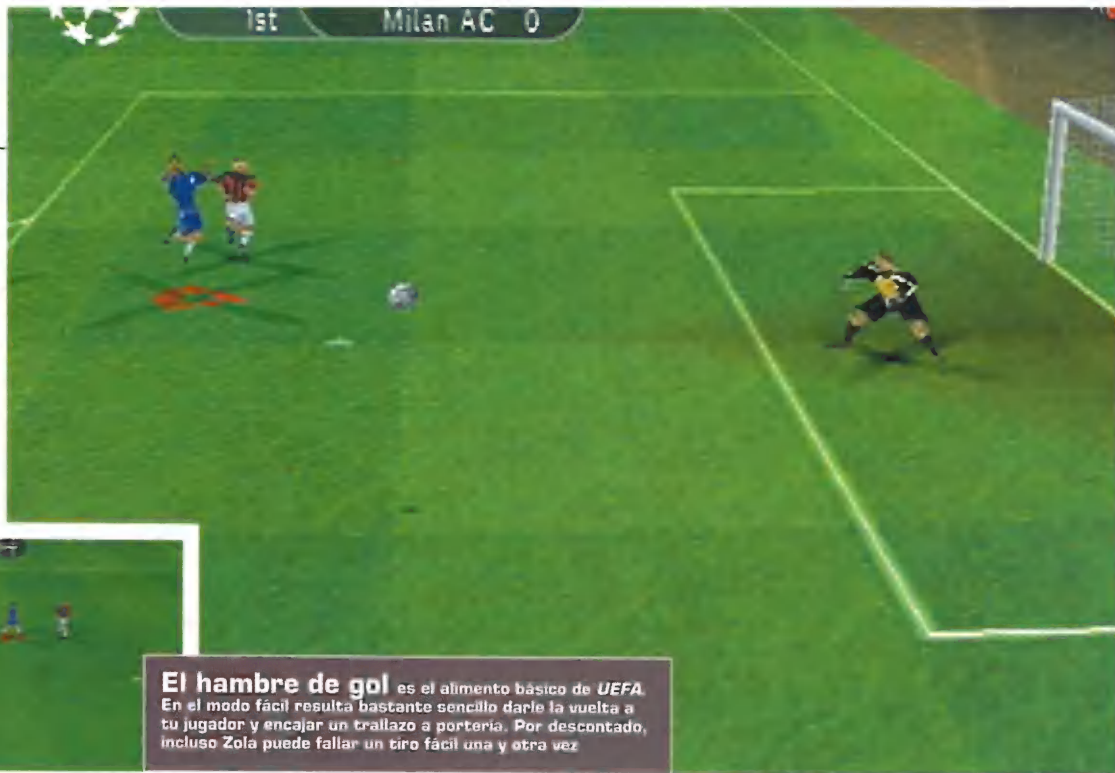 1st Milan AC 0
El hambre de gol es el alimento básico de UEFA.
En el modo fácil resulta bastante sencillo darle la vuelta a
tu jugador y encajar un trallazo a portería. Por descontado,
incluso Zola puede fallar un tiro fácil una y otra vez